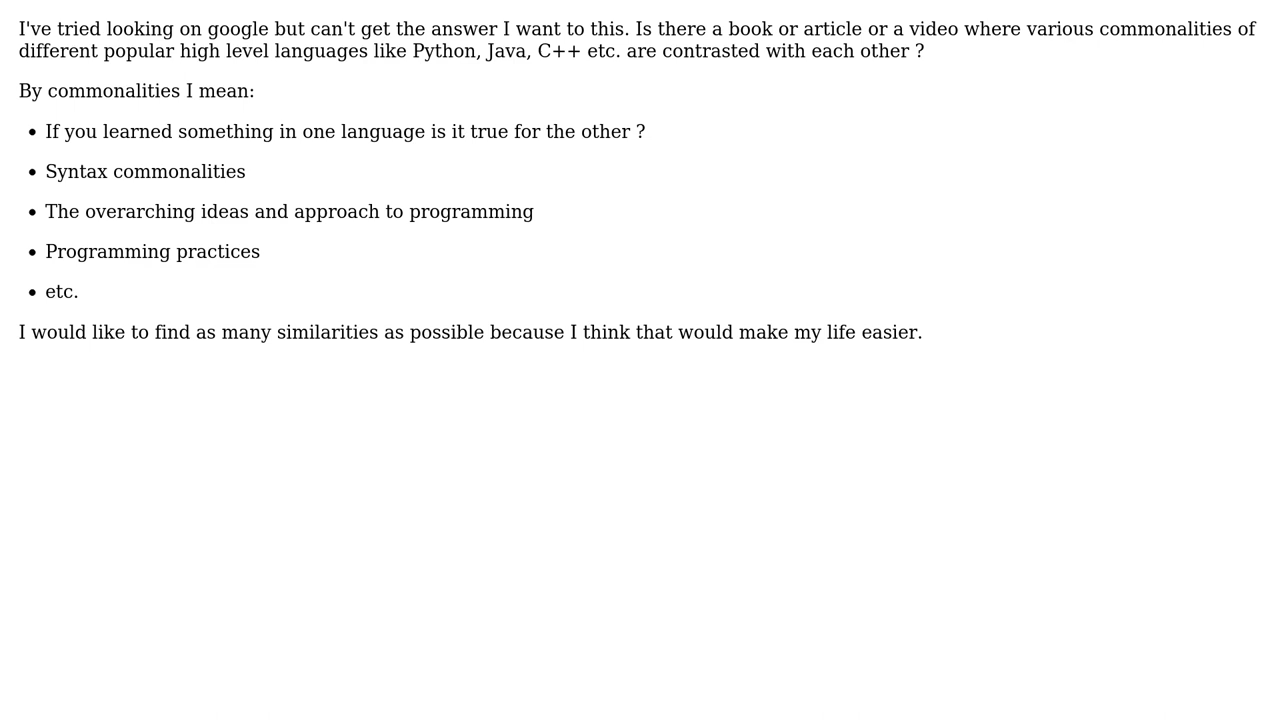 I've tried looking on google but can't get the answer I want to this. Is there a book or article or a video where various commonalities of
different popular high level languages like Python, Java, C++ etc. are contrasted with each other ?
By commonalities I mean:
• If you learned something in one language is it true for the other ?
• Syntax commonalities
• The overarching ideas and approach to programming
• Programming practices
• etc.
I would like to find as many similarities as possible because I think that would make my life easier.